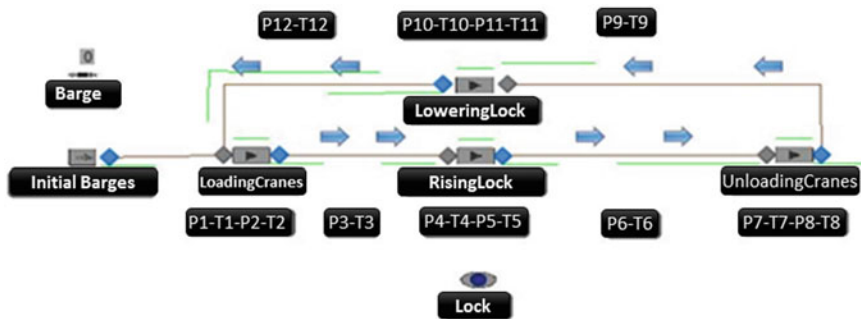 P12-T12
P10-T10-P11-T11
P9-T9
0
Barge
LoweringLock
Initial Barges
LoadingCranes
RisingLock
UnloadingCranes
P1-T1-P2-T2
P3-T3
P4-T4-P5-T5
P6-T6
P7-T7-P8-T8
Lock